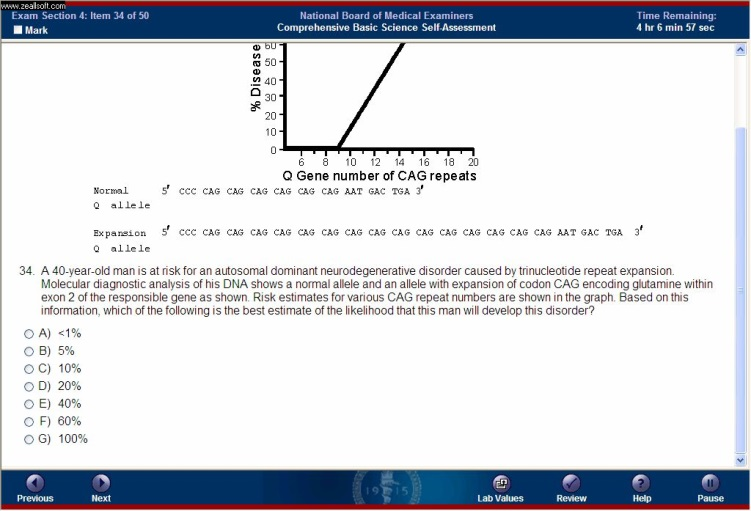 www.zeallsoft.com
Exam Section 4: Item 34 of 50
National Board of Medical Examiners
Time Remaining:
Mark
Comprehensive Basic Science Self-Assessment
4 hr 6 min 57 sec
% Disease
60
50
40
30
20
10
0
6 8 10 12 14 16 18 20
Q Gene number of CAG repeats
Normal 5' CCC CAG CAG CAG CAG CAG CAG AAT GAC TGA 3'
Q allele
Expansion 5' CCC CAG CAG CAG CAG CAG CAG CAG CAG CAG CAG CAG CAG CAG CAG CAG AAT GAC TGA 3'
Q allele
34. A 40-year-old man is at risk for an autosomal dominant neurodegenerative disorder caused by trinucleotide repeat expansion.
Molecular diagnostic analysis of his DNA shows a normal allele and an allele with expansion of codon CAG encoding glutamine within
exon 2 of the responsible gene as shown. Risk estimates for various CAG repeat numbers are shown in the graph. Based on this
information, which of the following is the best estimate of the likelihood that this man will develop this disorder?
A) <1%
B) 5%
C) 10%
D) 20%
E) 40%
F) 60%
G) 100%
1915
Previous Next Lab Values Review Help Pause